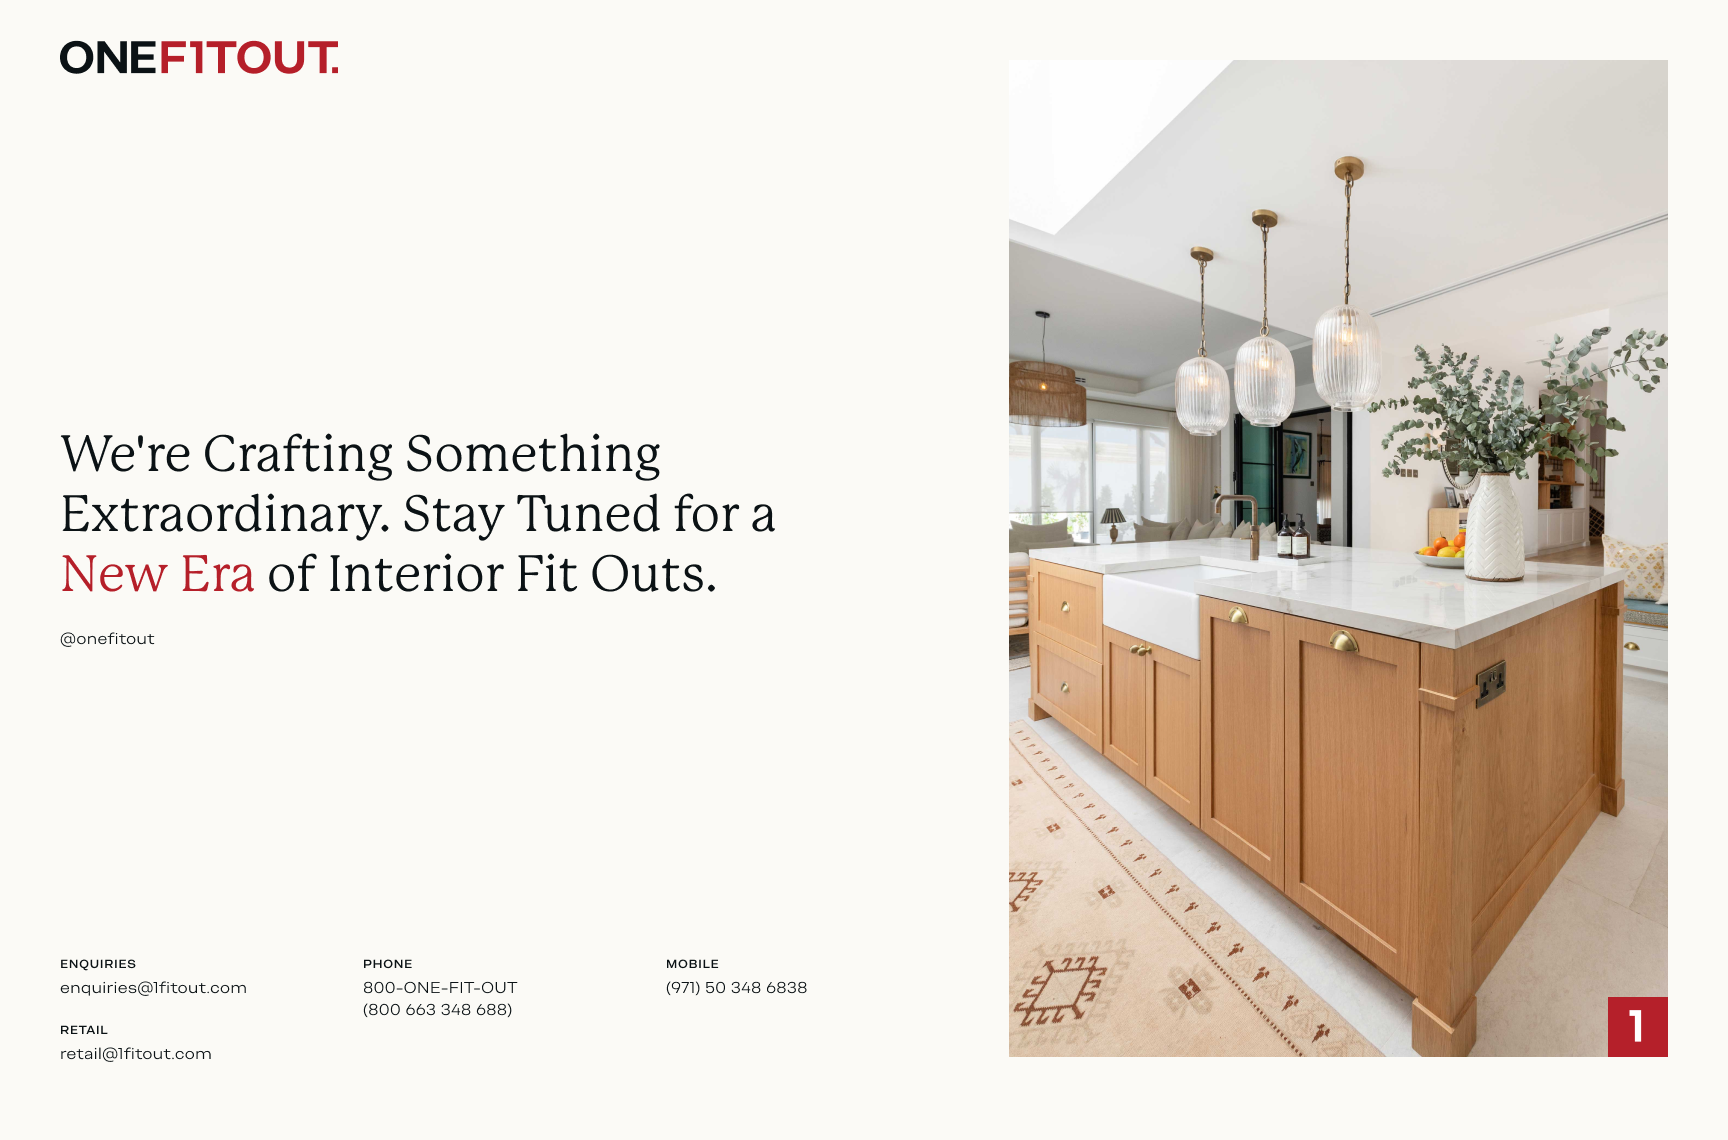 ONEF1TOUT.
We're Crafting Something
Extraordinary. Stay Tuned for a
New Era of Interior Fit Outs.
@onefitout
ENQUIRIES
enquiries@1fitout.com
RETAIL
retail@1fitout.com
PHONE
800-ONE-FIT-OUT
(800 663 348 688)
MOBILE
(971) 50 348 6838
1